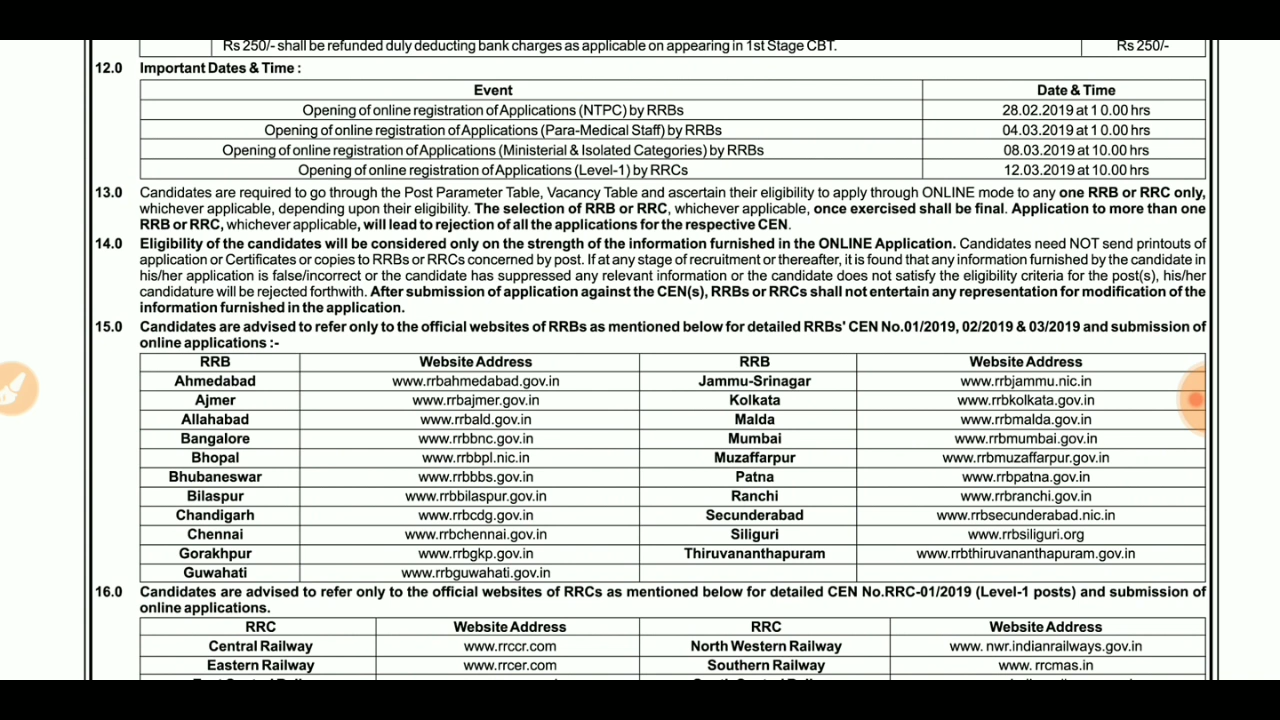 Rs 250/- shall be refunded duly deducting bank charges as applicable on appearing in 1st Stage CBT. Rs 250/-
12.0 Important Dates & Time :
Event Date & Time
Opening of online registration of Applications (NTPC) by RRBs 28.02.2019 at 10.00 hrs
Opening of online registration of Applications (Para-Medical Staff) by RRBs 04.03.2019 at 10.00 hrs
Opening of online registration of Applications (Ministerial & Isolated Categories) by RRBs 08.03.2019 at 10.00 hrs
Opening of online registration of Applications (Level-1) by RRCs 12.03.2019 at 10.00 hrs
13.0 Candidates are required to go through the Post Parameter Table, Vacancy Table and ascertain their eligibility to apply through ONLINE mode to any one RRB or RRC only,
whichever applicable, depending upon their eligibility. The selection of RRB or RRC, whichever applicable, once exercised shall be final. Application to more than one
RRB or RRC, whichever applicable, will lead to rejection of all the applications for the respective CEN.
14.0 Eligibility of the candidates will be considered only on the strength of the information furnished in the ONLINE Application. Candidates need NOT send printouts of
application or Certificates or copies to RRBs or RRCs concerned by post. If at any stage of recruitment or thereafter, it is found that any information furnished by the candidate in
his/her application is false/incorrect or the candidate has suppressed any relevant information or the candidate does not satisfy the eligibility criteria for the post(s), his/her
candidature will be rejected forthwith. After submission of application against the CEN(s), RRBs or RRCs shall not entertain any representation for modification of the
information furnished in the application.
15.0 Candidates are advised to refer only to the official websites of RRBs as mentioned below for detailed RRBs' CEN No.01/2019, 02/2019 & 03/2019 and submission of
online applications :-
RRB Website Address RRB Website Address
Ahmedabad www.rrbahmedabad.gov.in Jammu-Srinagar www.rrbjammu.nic.in
Ajmer www.rrbajmer.gov.in Kolkata www.rrbkolkata.gov.in
Allahabad www.rrbald.gov.in Malda www.rrbmalda.gov.in
Bangalore www.rrbbnc.gov.in Mumbai www.rrbmumbai.gov.in
Bhopal www.rrbbpl.nic.in Muzaffarpur www.rrbmuzaffarpur.gov.in
Bhubaneswar www.rrbbbs.gov.in Patna www.rrbpatna.gov.in
Bilaspur www.rrbbilaspur.gov.in Ranchi www.rrbranchi.gov.in
Chandigarh www.rrbcdg.gov.in Secunderabad www.rrbsecunderabad.nic.in
Chennai www.rrbchennai.gov.in Siliguri www.rrbsiliguri.org
Gorakhpur www.rrbgkp.gov.in Thiruvananthapuram www.rrbthiruvananthapuram.gov.in
Guwahati www.rrbguwahati.gov.in
16.0 Candidates are advised to refer only to the official websites of RRCs as mentioned below for detailed CEN No.RRC-01/2019 (Level-1 posts) and submission of
online applications.
RRC Website Address RRC Website Address
Central Railway www.rrccr.com North Western Railway www. nwr.indianrailways.gov.in
Eastern Railway www.rrcer.com Southern Railway www. rrcmas.in